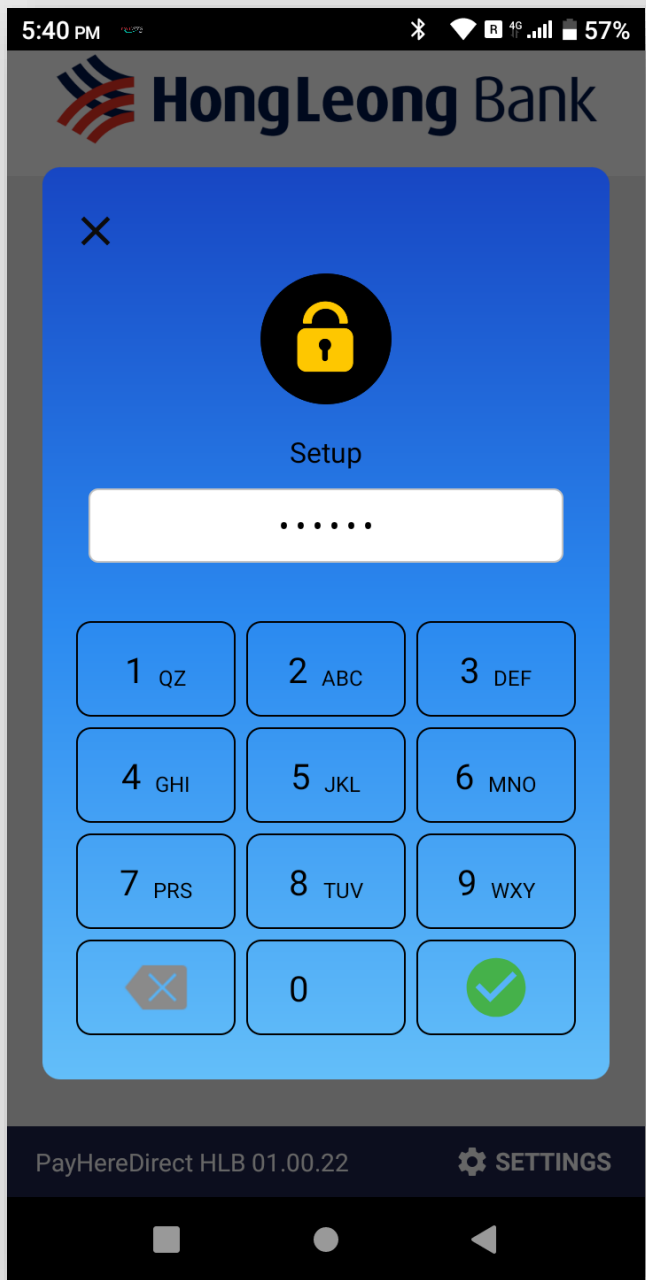 5:40 PM R 4G 57%
HongLeong Bank
Setup
••••••
1 QZ 2 ABC 3 DEF
4 GHI 5 JKL 6 MNO
7 PRS 8 TUV 9 WXY
0
PayHereDirect HLB 01.00.22 SETTINGS